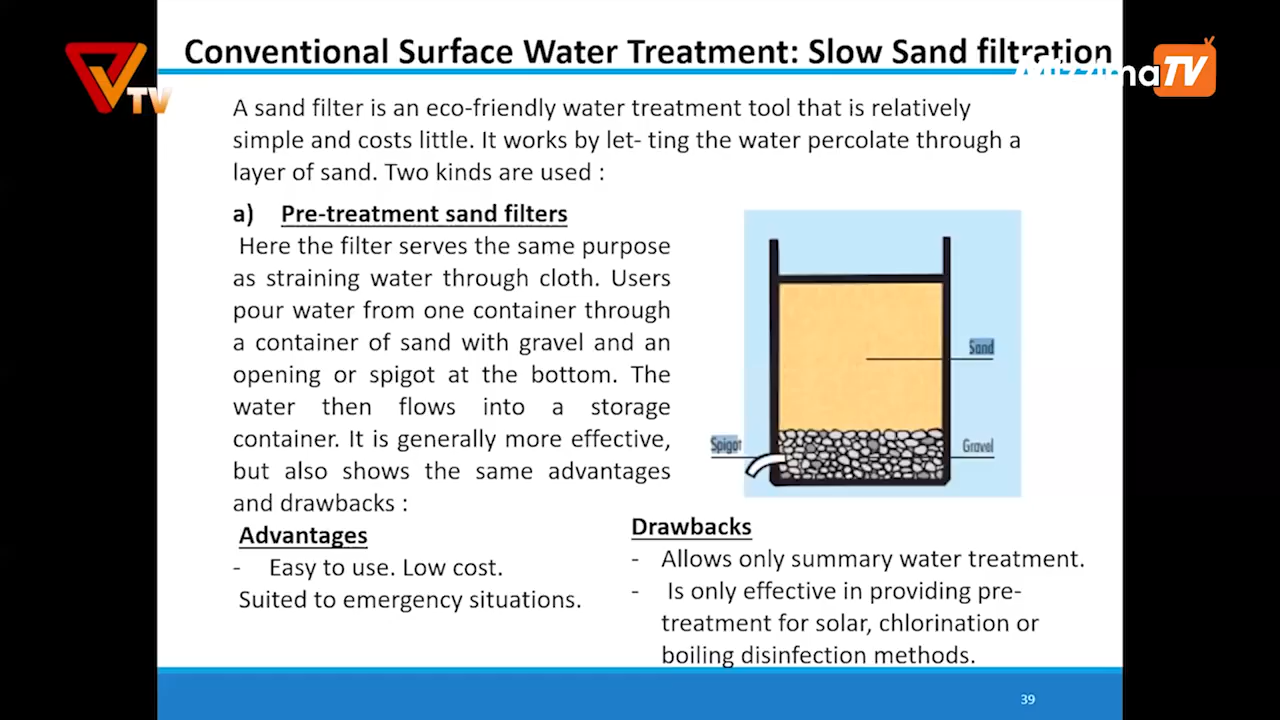 Conventional Surface Water Treatment: Slow Sand filtration
TV
MizzimaTV
A sand filter is an eco-friendly water treatment tool that is relatively
simple and costs little. It works by let- ting the water percolate through a
layer of sand. Two kinds are used :
a) Pre-treatment sand filters
Here the filter serves the same purpose
as straining water through cloth. Users
pour water from one container through
a container of sand with gravel and an
opening or spigot at the bottom. The
water then flows into a storage
container. It is generally more effective,
but also shows the same advantages
and drawbacks :
Sand
Spigot
Gravel
Advantages
- Easy to use. Low cost.
Suited to emergency situations.
Drawbacks
- Allows only summary water treatment.
- Is only effective in providing pre-
treatment for solar, chlorination or
boiling disinfection methods.
39